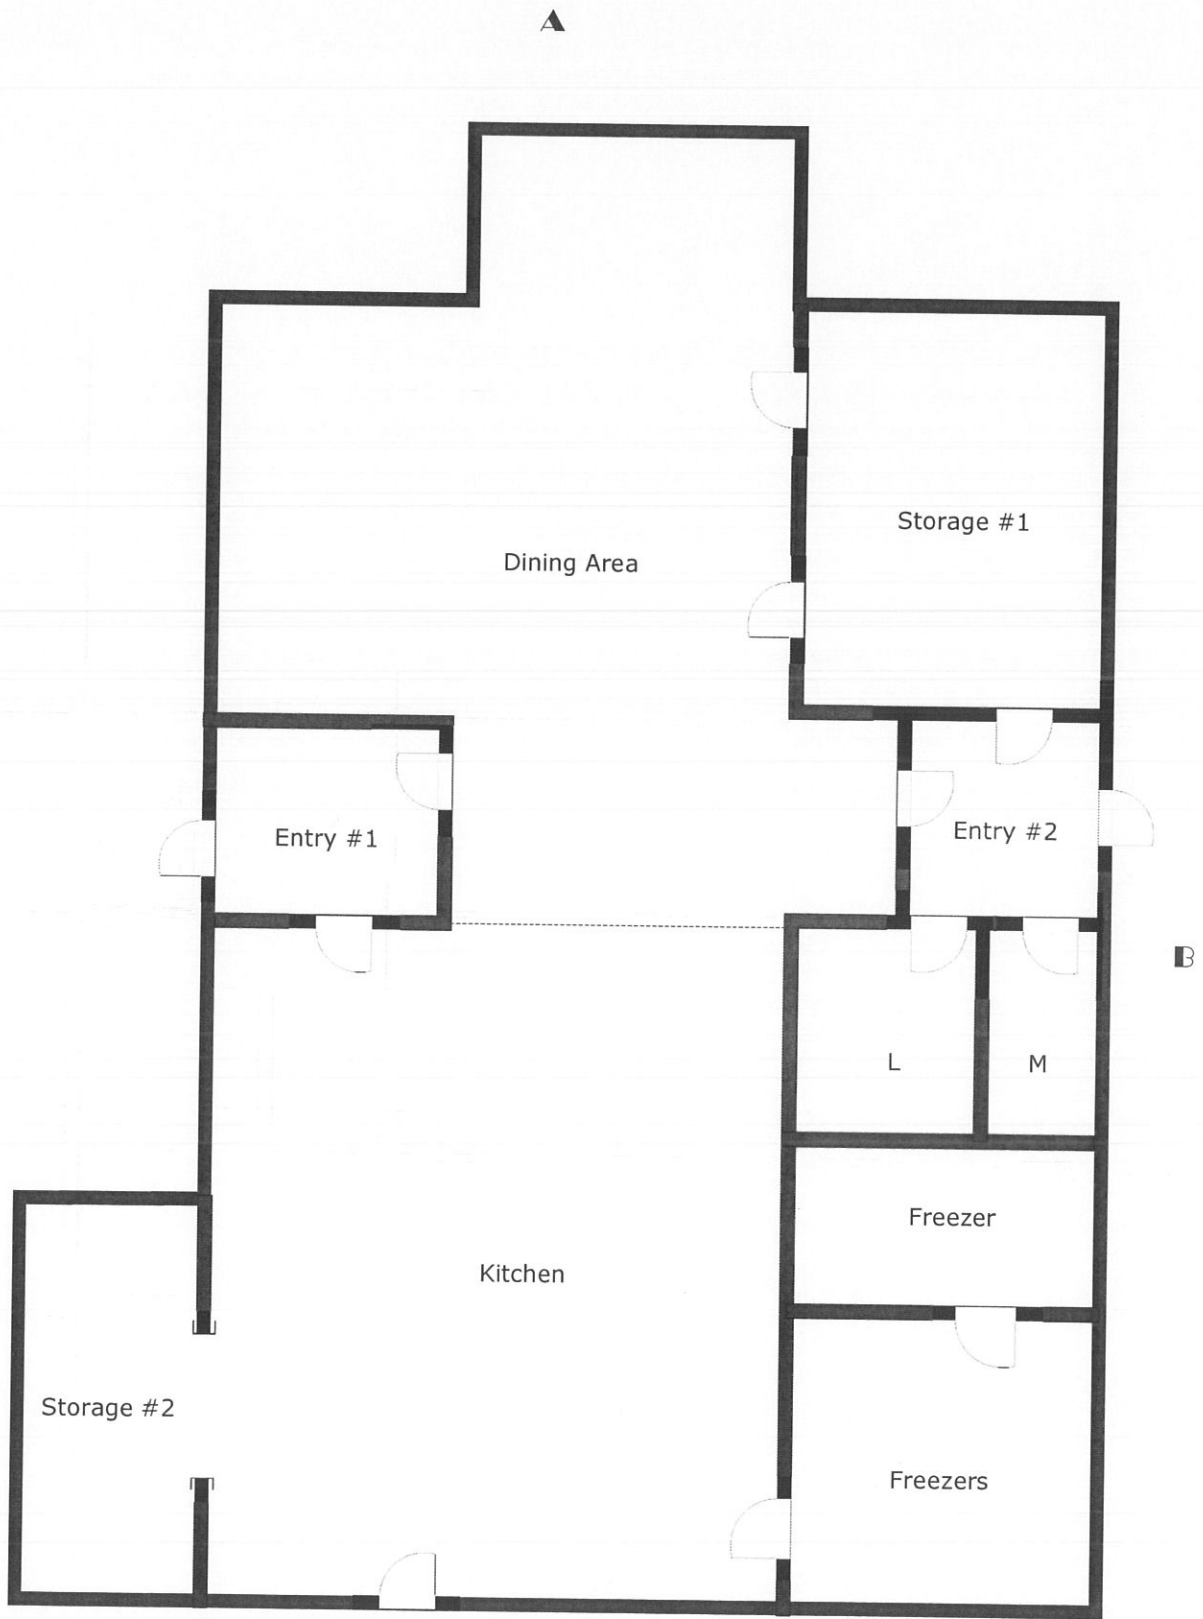 A
Storage #1
Dining Area
Entry #1
Entry #2
B
L
M
Freezer
Kitchen
Storage #2
Freezers